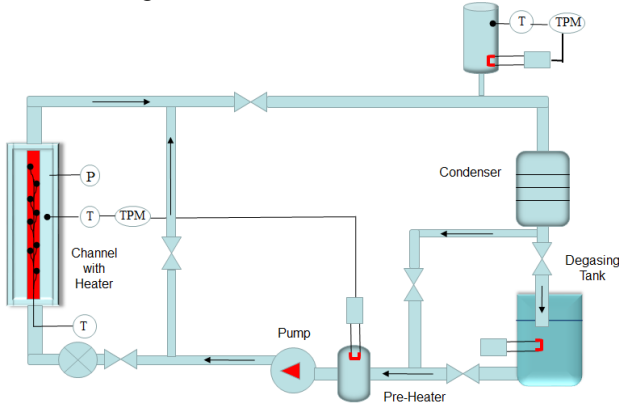 T
TPM
P
Condenser
T
TPM
Channel
with
Heater
Degasing
Tank
T
Pump
Pre-Heater